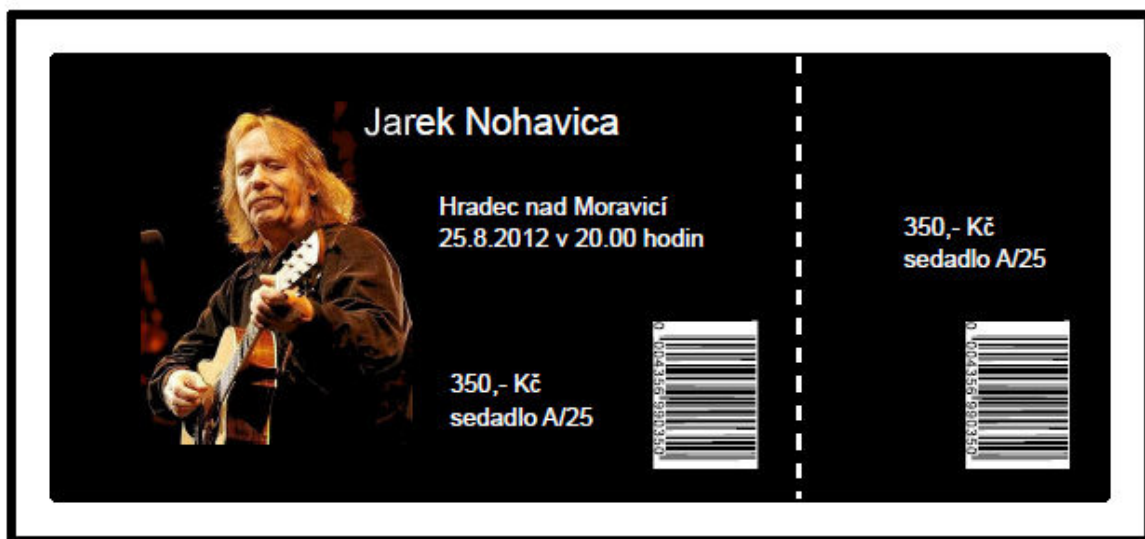 Jarek Nohavica
Hradec nad Moravicí
25.8.2012 v 20.00 hodin
350,- Kč
sedadlo A/25
0 004356 990350
350,- Kč
sedadlo A/25
0 004356 990350